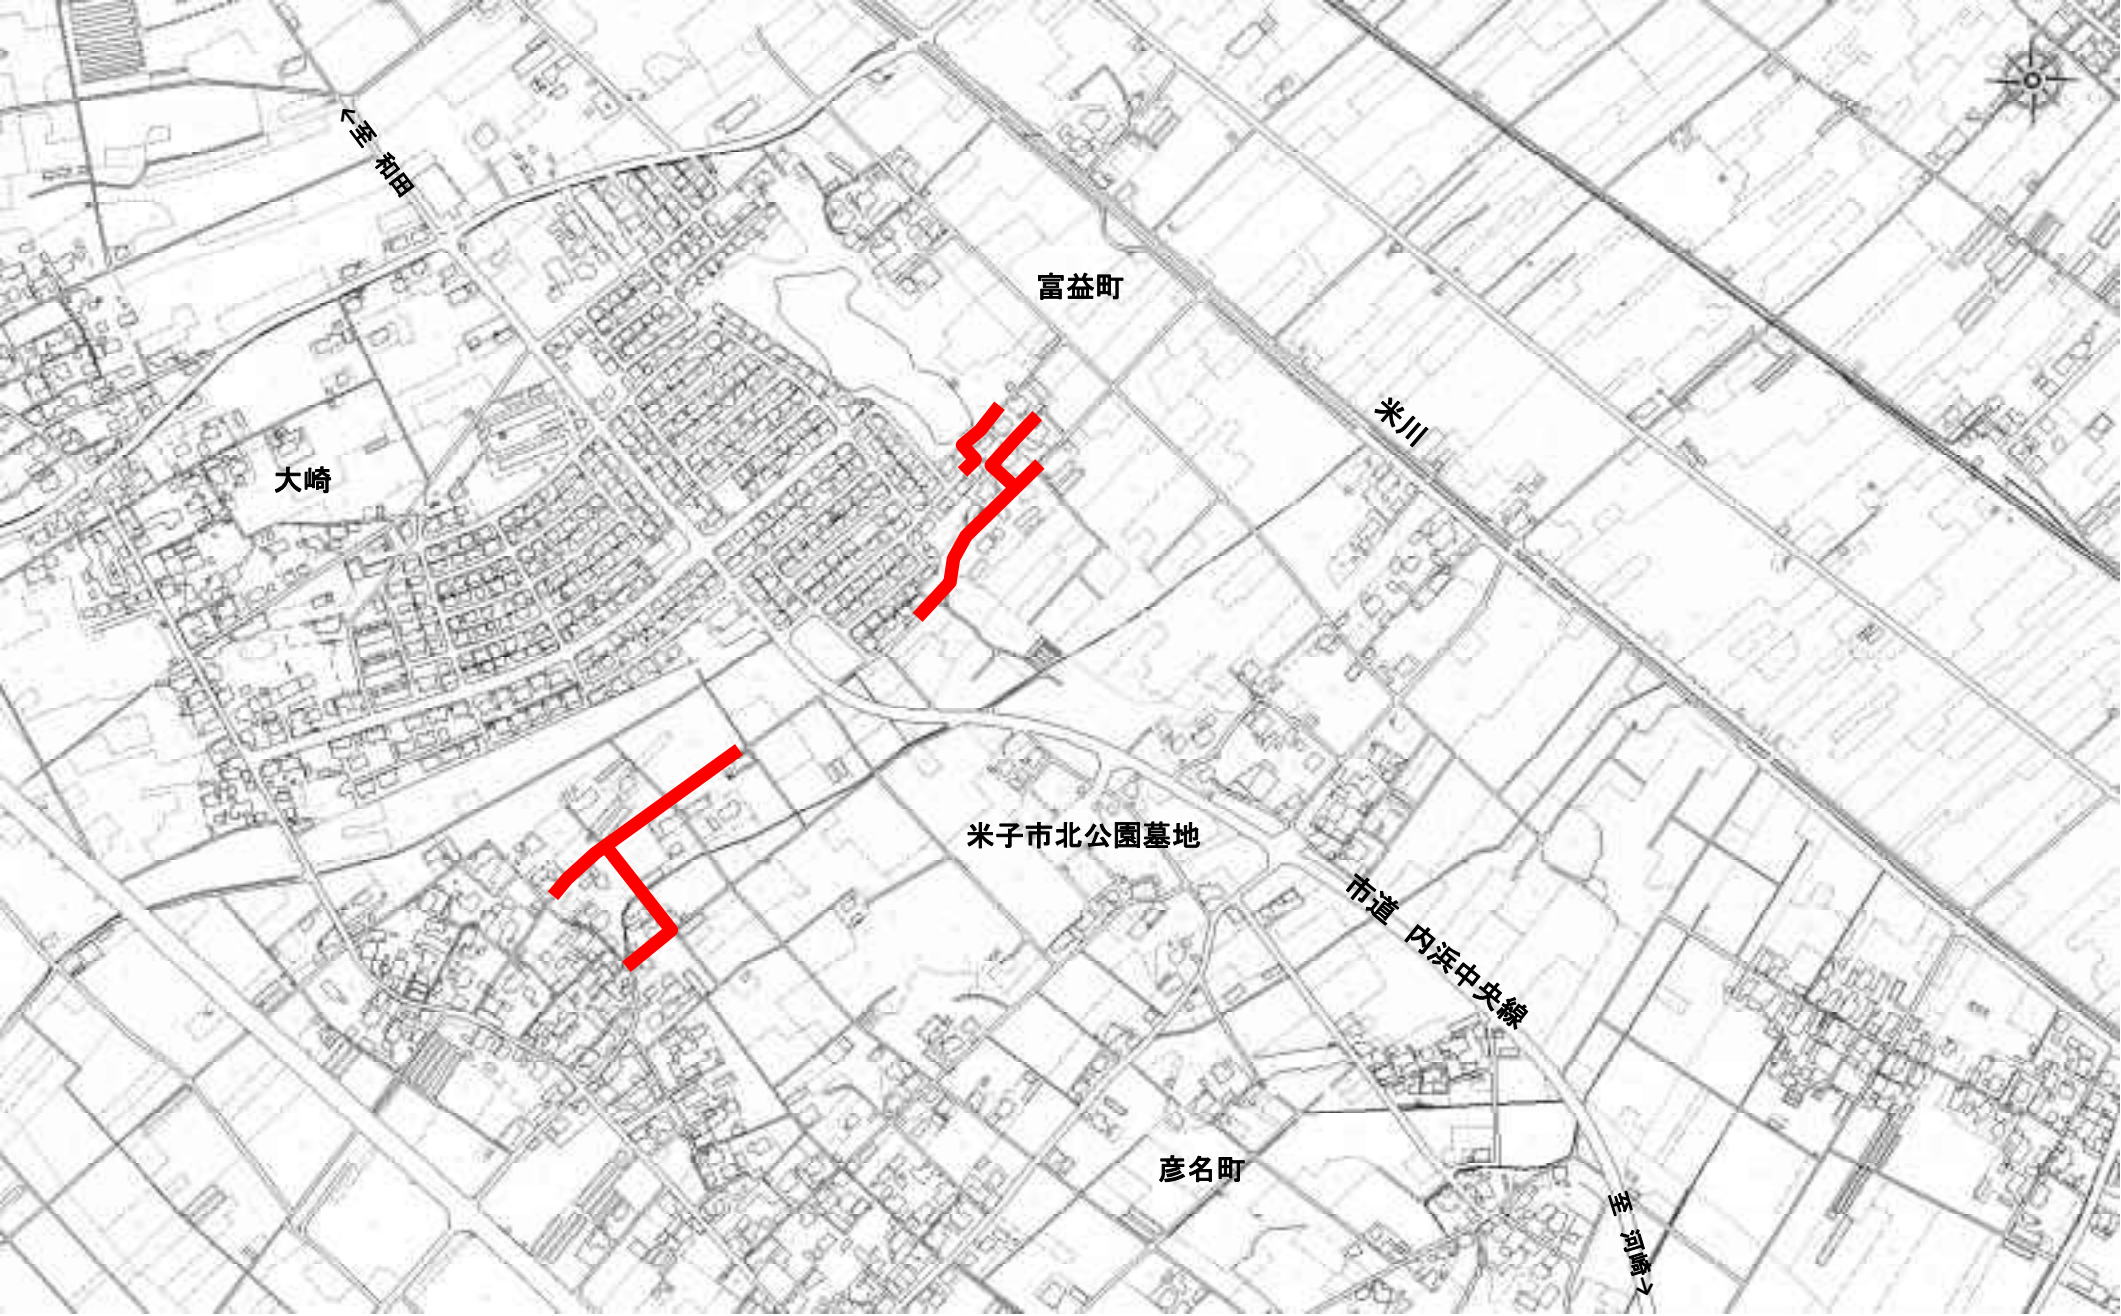 ←至 和田
富益町
米川
大崎
米子市北公園墓地
市道 内浜中央線
彦名町
至 河崎→